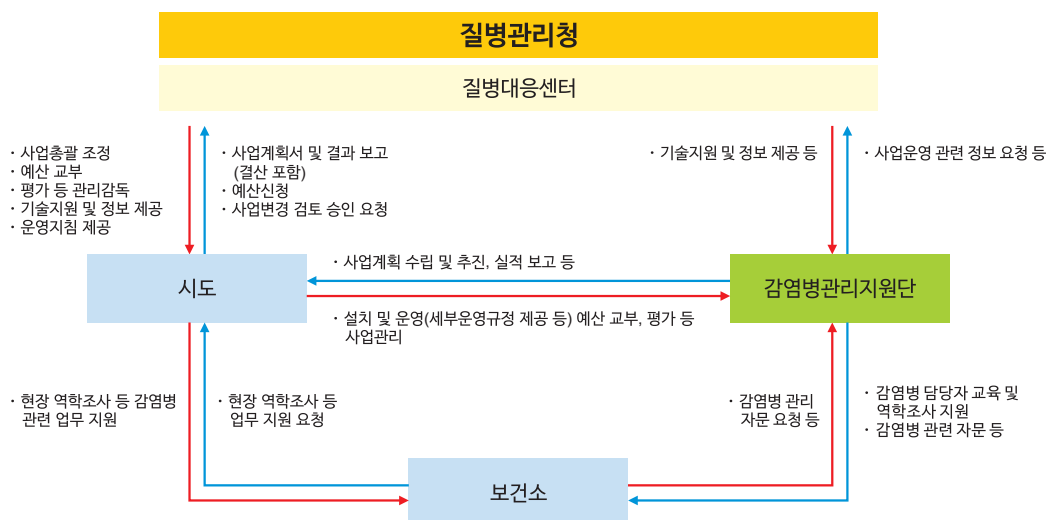 질병관리청
질병대응센터
· 사업총괄 조정
· 예산 교부
· 평가 등 관리감독
· 기술지원 및 정보 제공
· 운영지침 제공
· 사업계획서 및 결과 보고
(결산 포함)
· 예산신청
· 사업변경 검토 승인 요청
· 기술지원 및 정보 제공 등
· 사업운영 관련 정보 요청 등
시도
· 사업계획 수립 및 추진, 실적 보고 등
· 설치 및 운영(세부운영규정 제공 등) 예산 교부, 평가 등
사업관리
감염병관리지원단
· 현장 역학조사 등 감염병
관련 업무 지원
· 현장 역학조사 등
업무 지원 요청
· 감염병 관리
자문 요청 등
· 감염병 담당자 교육 및
역학조사 지원
· 감염병 관련 자문 등
보건소